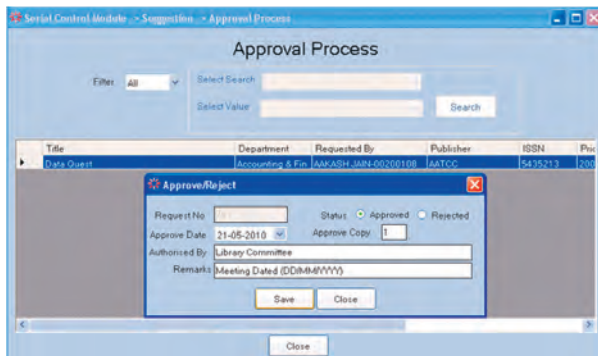 Serial Control Module -> Suggestion -> Approval Process
Approval Process
Filter All Select Search
Select Value Search
Title Department Requested By Publisher ISSN Pric
Data Quest Accounting & Fin AAKASH JAIN-00200108 AATCC 5435213 200
Approve/Reject
Request No Status Approved Rejected
Approve Date 21-05-2010 Approve Copy 1
Authorised By Library Committee
Remarks Meeting Dated (DD/MM/YYYY)
Save Close
Close